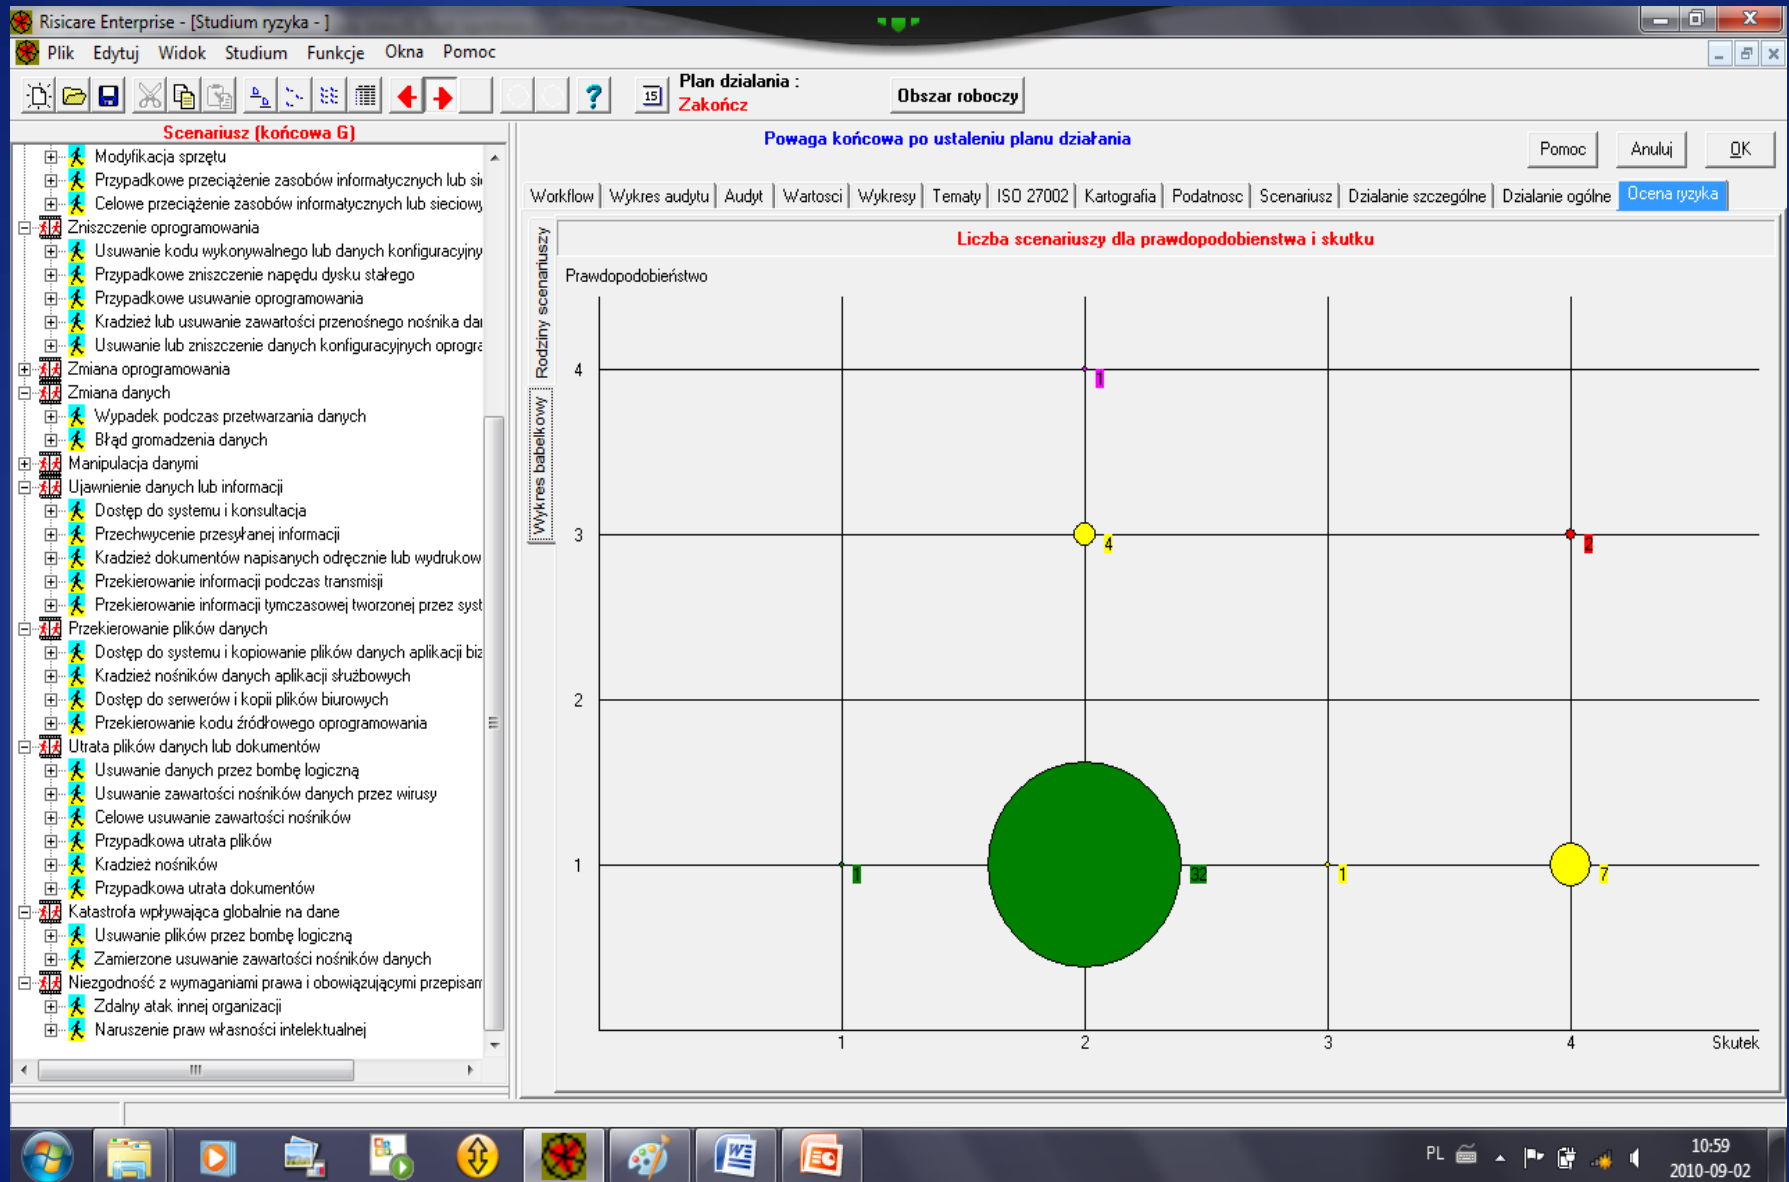 Risicare Enterprise - [Studium ryzyka - ]
Plik Edytuj Widok Studium Funkcje Okna Pomoc
15
Plan dzialania :
Zakończ
Obszar roboczy
Scenariusz (końcowa G)
Modyfikacja sprzętu
Przypadkowe przeciążenie zasobów informatycznych lub si
Celowe przeciążenie zasobów informatycznych lub sieciowy
Zniszczenie oprogramowania
Usuwanie kodu wykonywalnego lub danych konfiguracyjny
Przypadkowe zniszczenie napędu dysku stałego
Przypadkowe usuwanie oprogramowania
Kradzież lub usuwanie zawartości przenośnego nośnika da
Usuwanie lub zniszczenie danych konfiguracyjnych oprogra
Zmiana oprogramowania
Zmiana danych
Wypadek podczas przetwarzania danych
Błąd gromadzenia danych
Manipulacja danymi
Ujawnienie danych lub informacji
Dostęp do systemu i konsultacja
Przechwycenie przesyłanej informacji
Kradzież dokumentów napisanych odręcznie lub wydrukow
Przekierowanie informacji podczas transmisji
Przekierowanie informacji tymczasowej tworzonej przez syst
Przekierowanie plików danych
Dostęp do systemu i kopiowanie plików danych aplikacji biz
Kradzież nośników danych aplikacji służbowych
Dostęp do serwerów i kopii plików biurowych
Przekierowanie kodu źródłowego oprogramowania
Utrata plików danych lub dokumentów
Usuwanie danych przez bombę logiczną
Usuwanie zawartości nośników danych przez wirusy
Celowe usuwanie zawartości nośników
Przypadkowa utrata plików
Kradzież nośników
Przypadkowa utrata dokumentów
Katastrofa wpływająca globalnie na dane
Usuwanie plików przez bombę logiczną
Zamierzone usuwanie zawartości nośników danych
Niezgodność z wymaganiami prawa i obowiązującymi przepisam
Zdalny atak innej organizacji
Naruszenie praw własności intelektualnej
Powaga końcowa po ustaleniu planu działania
Pomoc Anuluj OK
Workflow Wykres audytu Audyt Wartosci Wykresy Tematy ISO 27002 Kartografia Podatnosc Scenariusz Dzialanie szczególne Dzialanie ogólne Ocena ryzyka
Rodziny scenariuszy
Wykres babelkowy
Liczba scenariuszy dla prawdopodobienstwa i skutku
Prawdopodobieństwo
4
1
3
4
2
2
1
1
32
1
7
1 2 3 4 Skutek
PL
10:59
2010-09-02